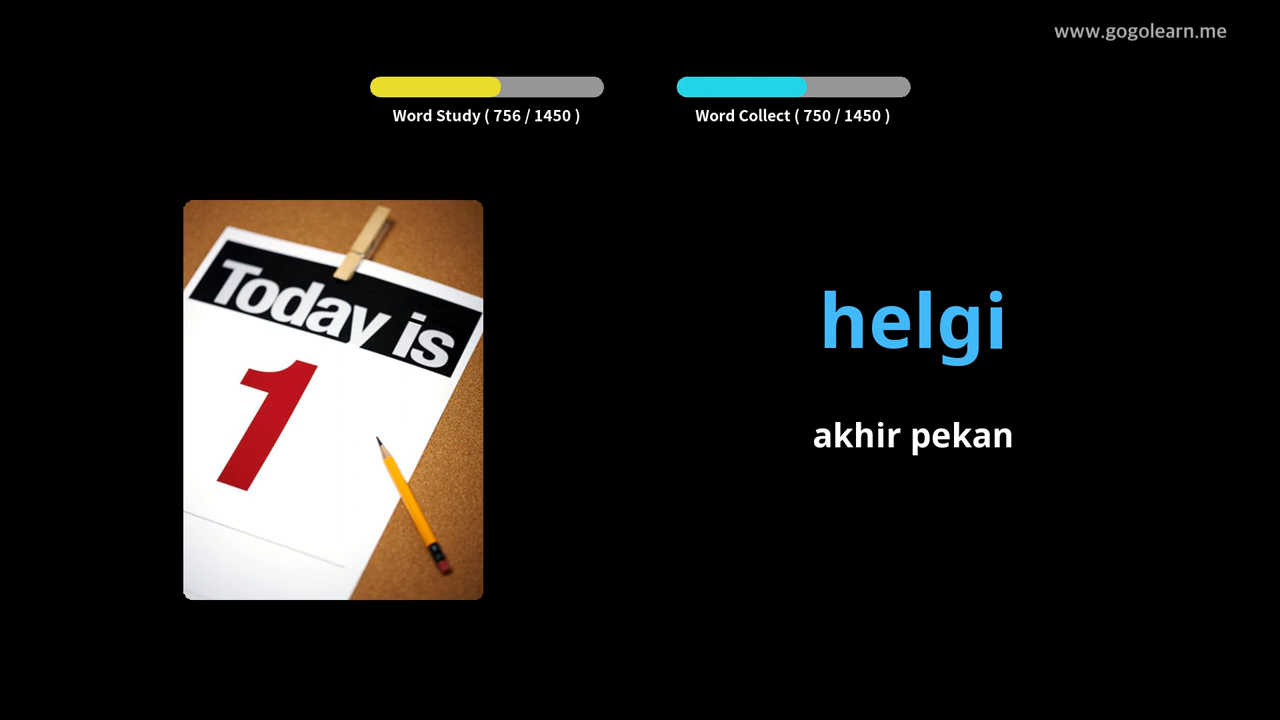 www.gogolearn.me
Word Study ( 756 / 1450 )
Word Collect ( 750 / 1450 )
Today is
1
helgi
akhir pekan